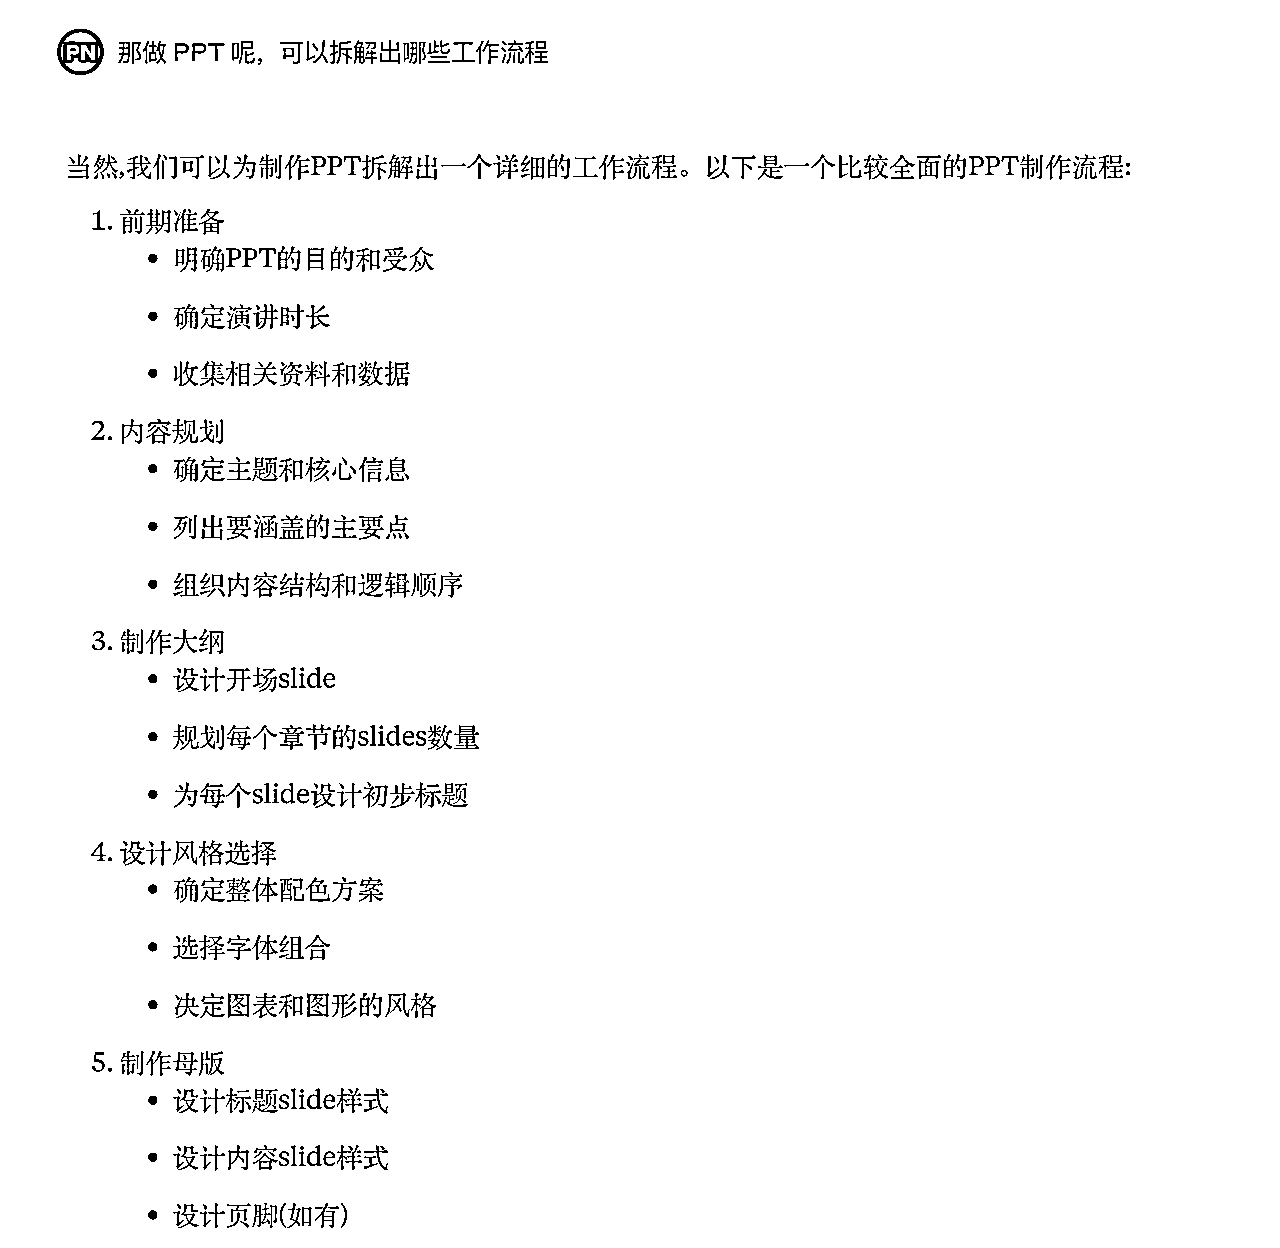 PN 那做 PPT 呢，可以拆解出哪些工作流程
当然,我们可以为制作PPT拆解出一个详细的工作流程。以下是一个比较全面的PPT制作流程:
1. 前期准备
• 明确PPT的目的和受众
• 确定演讲时长
• 收集相关资料和数据
2. 内容规划
• 确定主题和核心信息
• 列出要涵盖的主要点
• 组织内容结构和逻辑顺序
3. 制作大纲
• 设计开场slide
• 规划每个章节的slides数量
• 为每个slide设计初步标题
4. 设计风格选择
• 确定整体配色方案
• 选择字体组合
• 决定图表和图形的风格
5. 制作母版
• 设计标题slide样式
• 设计内容slide样式
• 设计页脚(如有)